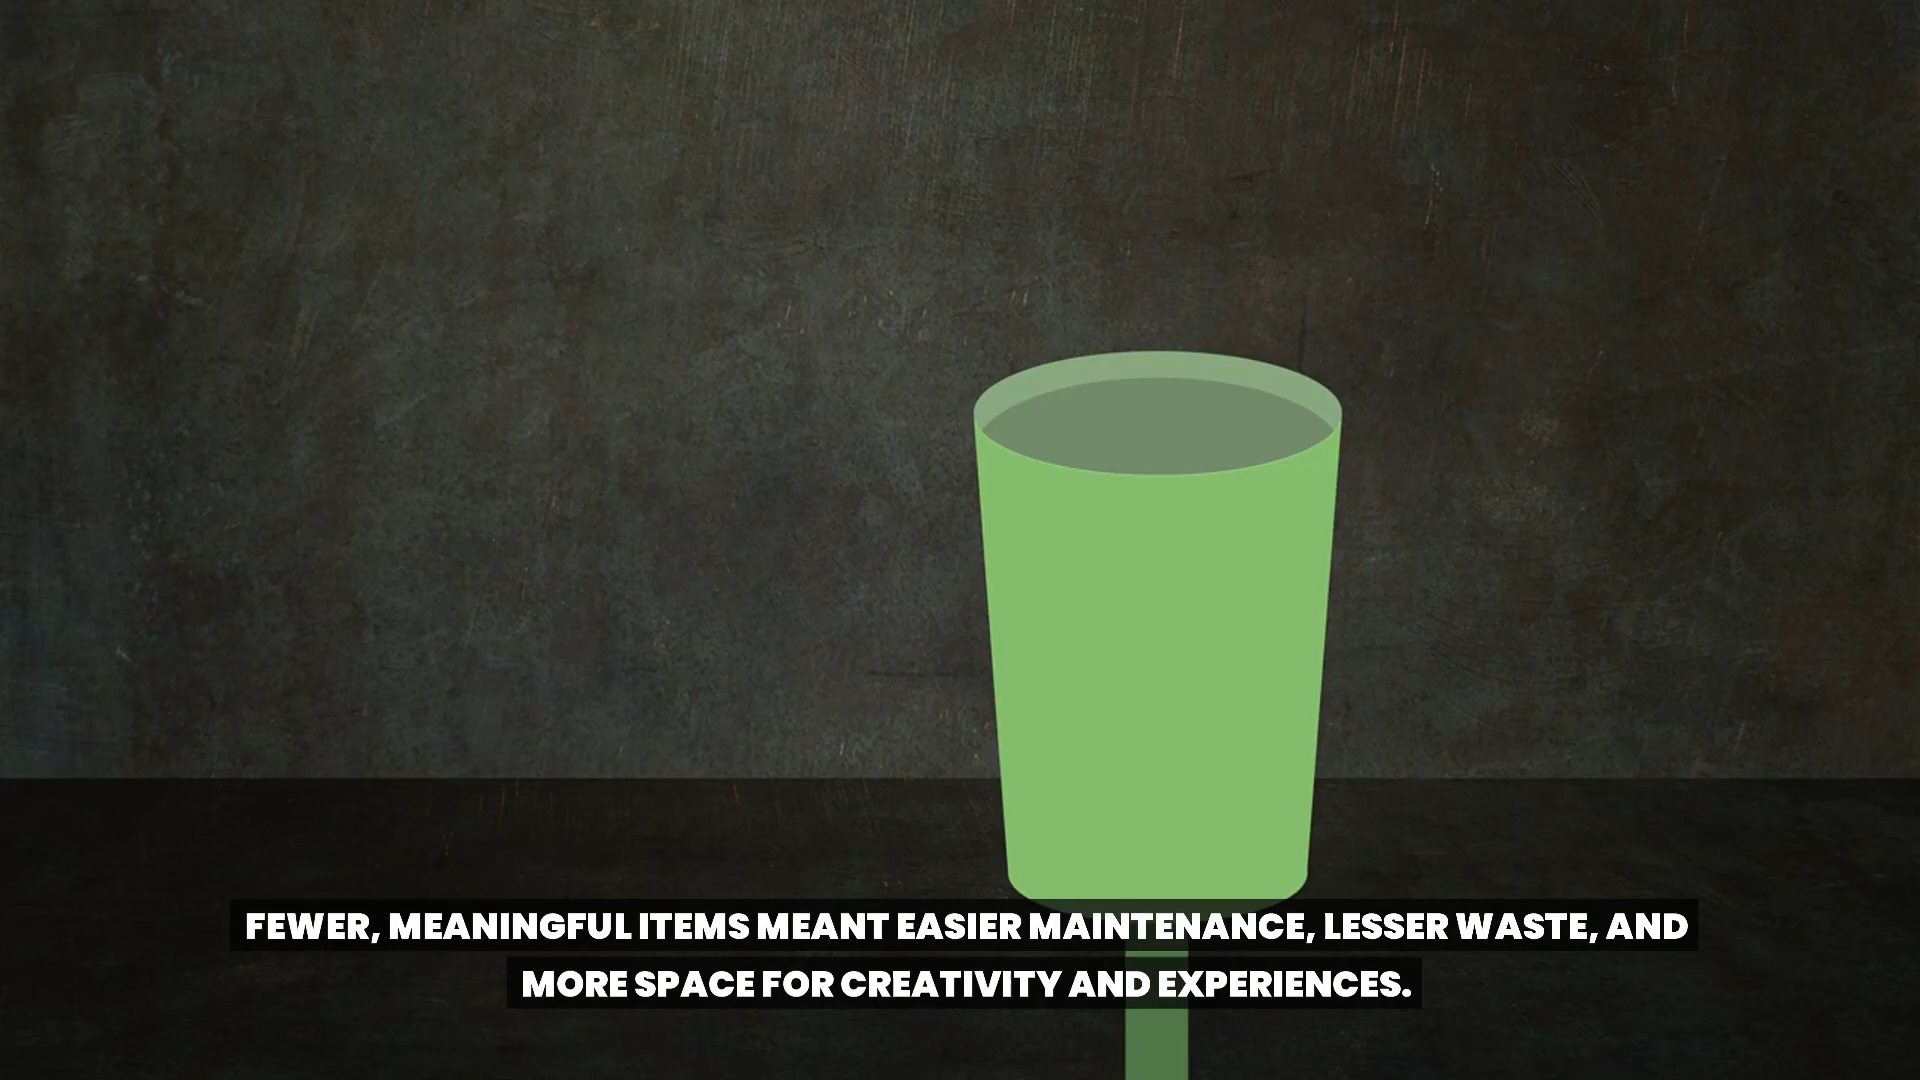 FEWER, MEANINGFUL ITEMS MEANT EASIER MAINTENANCE, LESSER WASTE, AND
MORE SPACE FOR CREATIVITY AND EXPERIENCES.